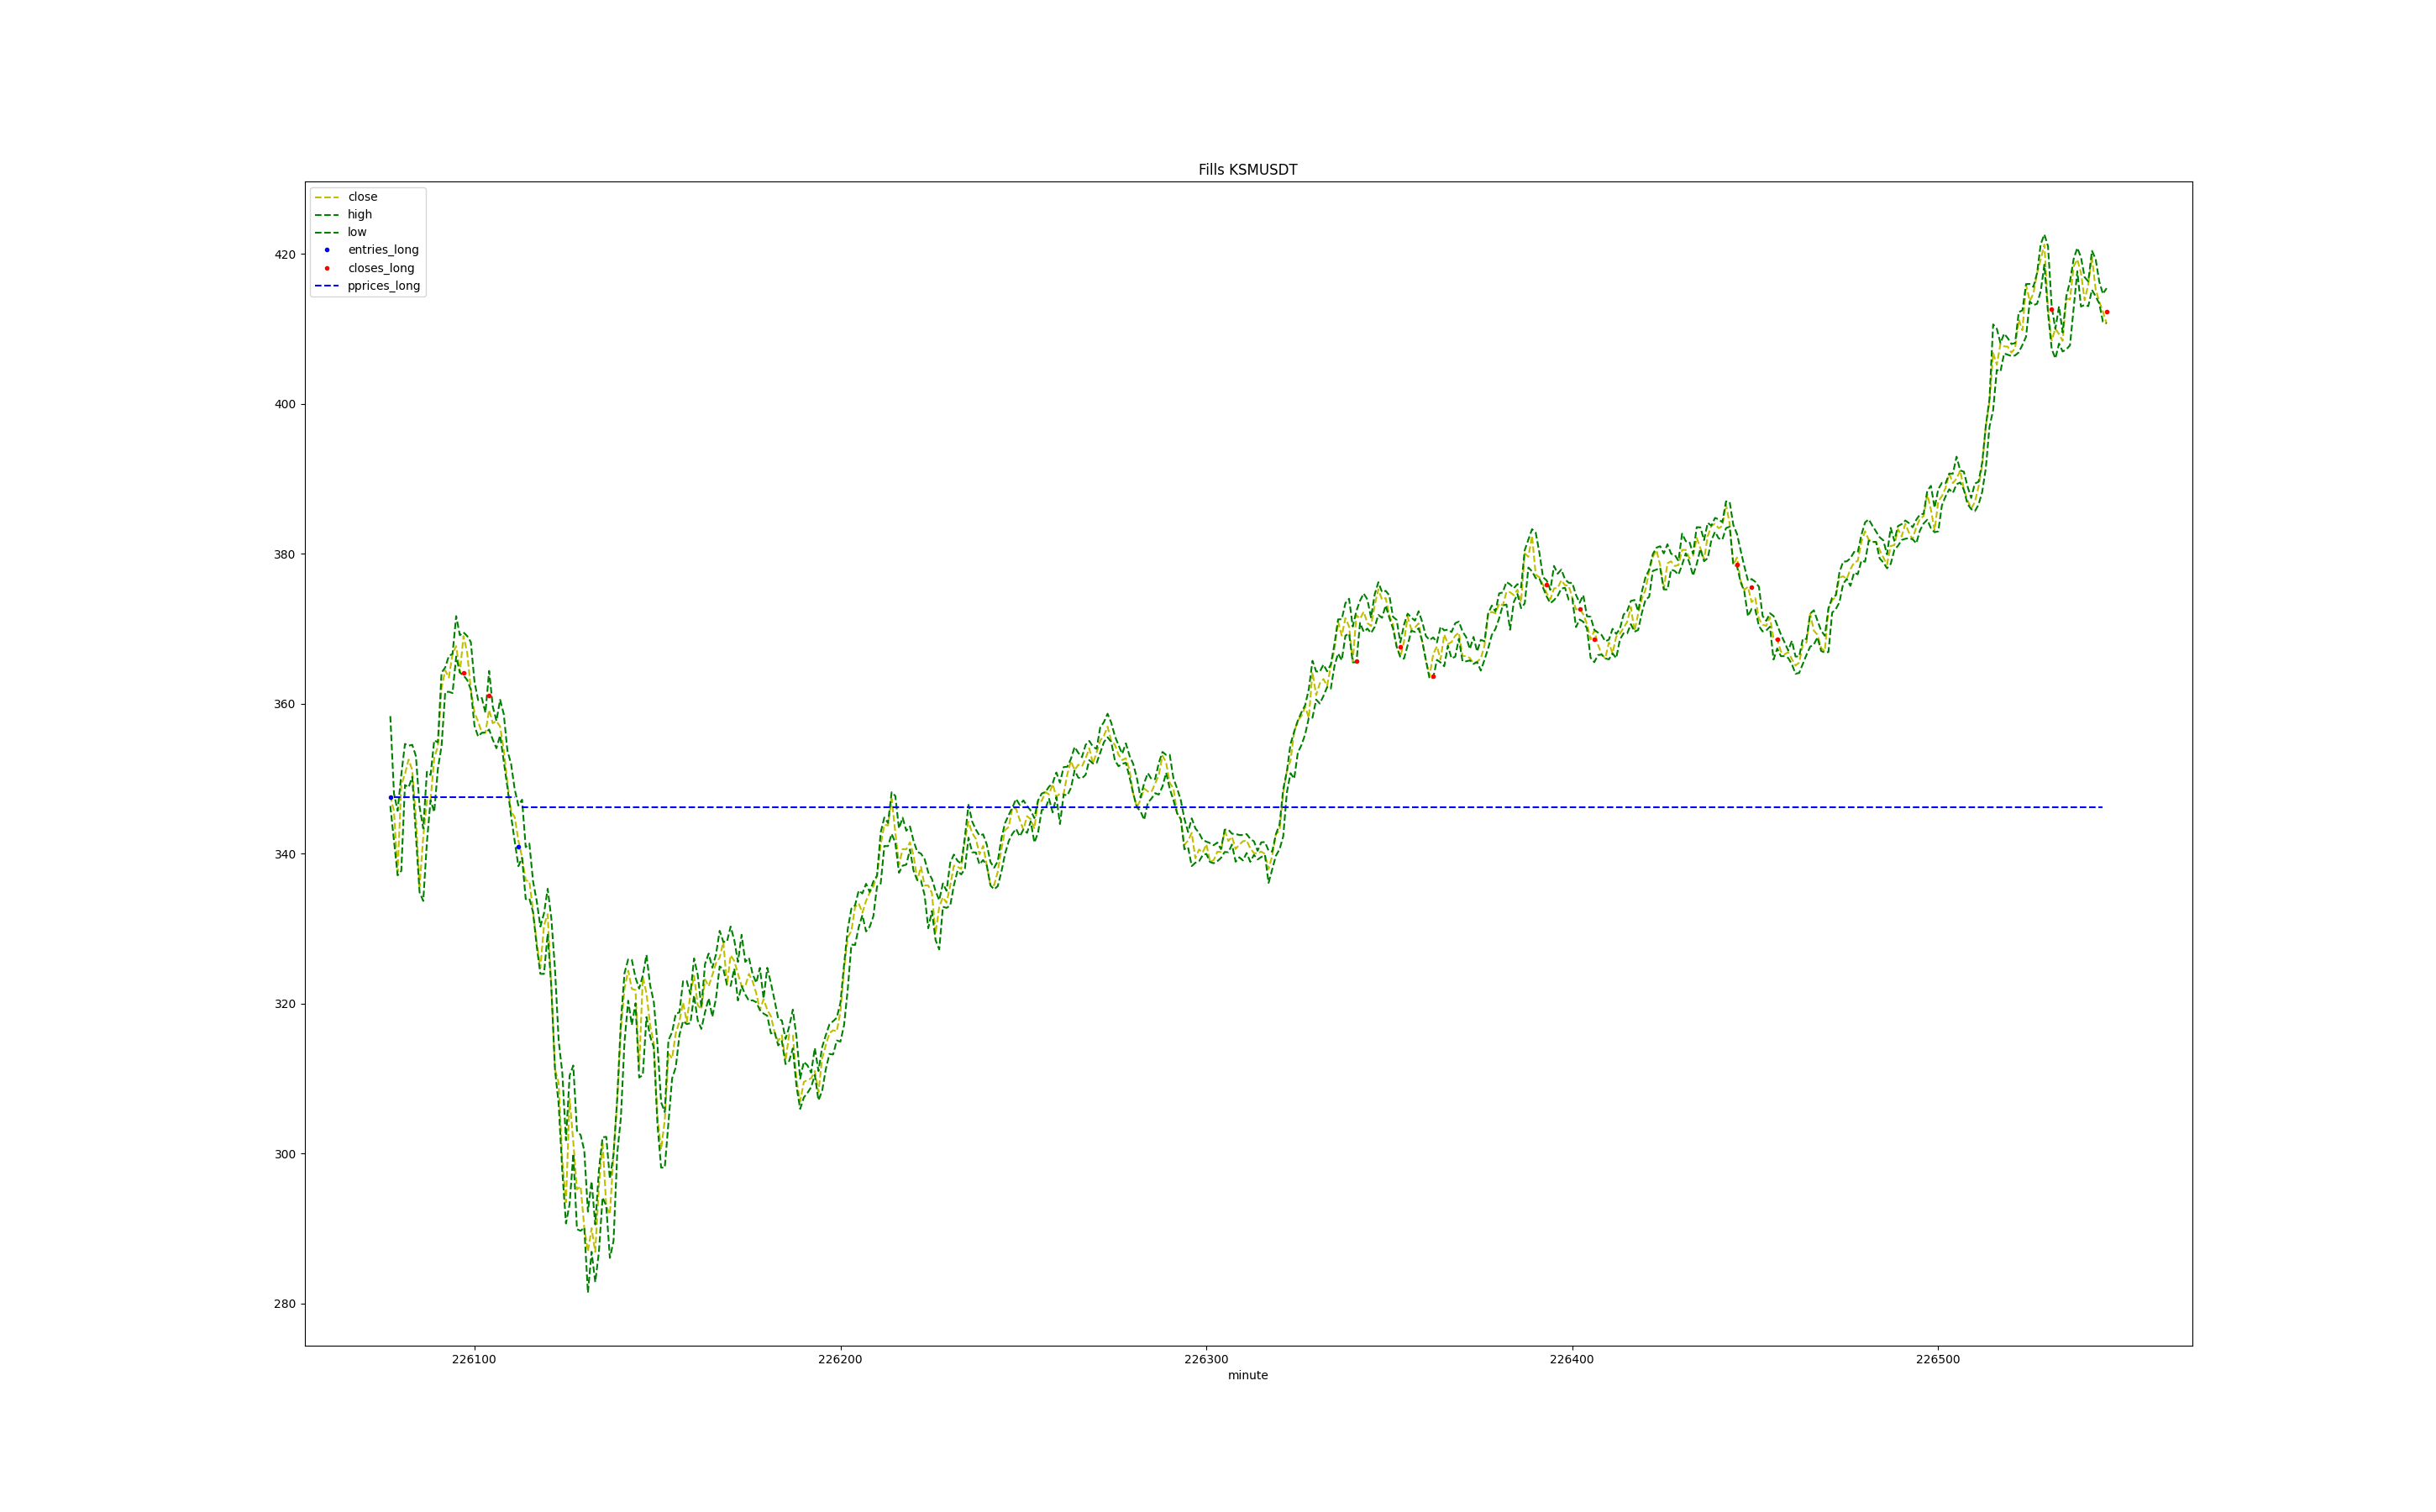 Fills KSMUSDT
close
high
low
entries_long
closes_long
pprices_long
420
400
380
360
340
320
300
280
226100 226200 226300 226400 226500
minute